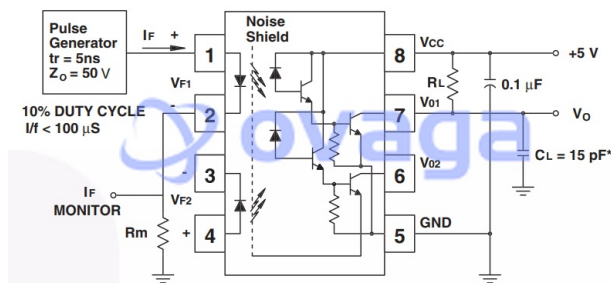 Pulse
Generator
tr = 5ns
ZO = 50 V
IF
+
10% DUTY CYCLE
I/f < 100 μS
VF1
-
-
VF2
+
IF
MONITOR
Rm
1
2
3
4
Noise
Shield
8
7
6
5
VCC
V01
V02
GND
RL
0.1 μF
+5 V
VO
CL = 15 pF*
ovaga